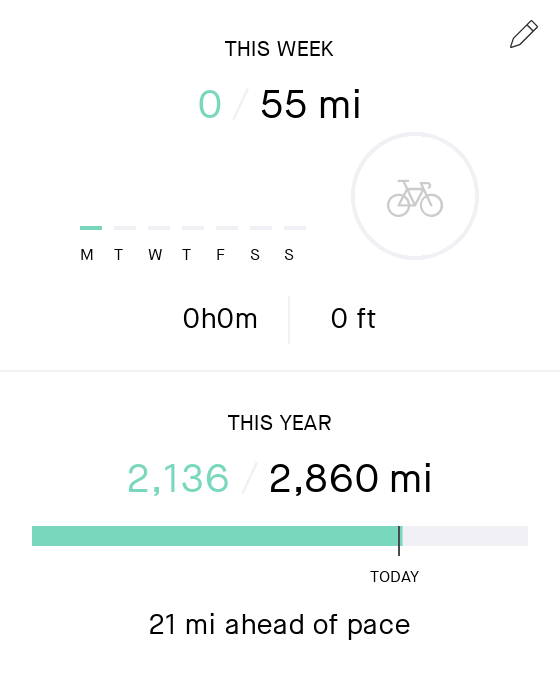 THIS WEEK
0 / 55 mi
M T W T F S S
0h0m
0 ft
THIS YEAR
2,136 / 2,860 mi
TODAY
21 mi ahead of pace